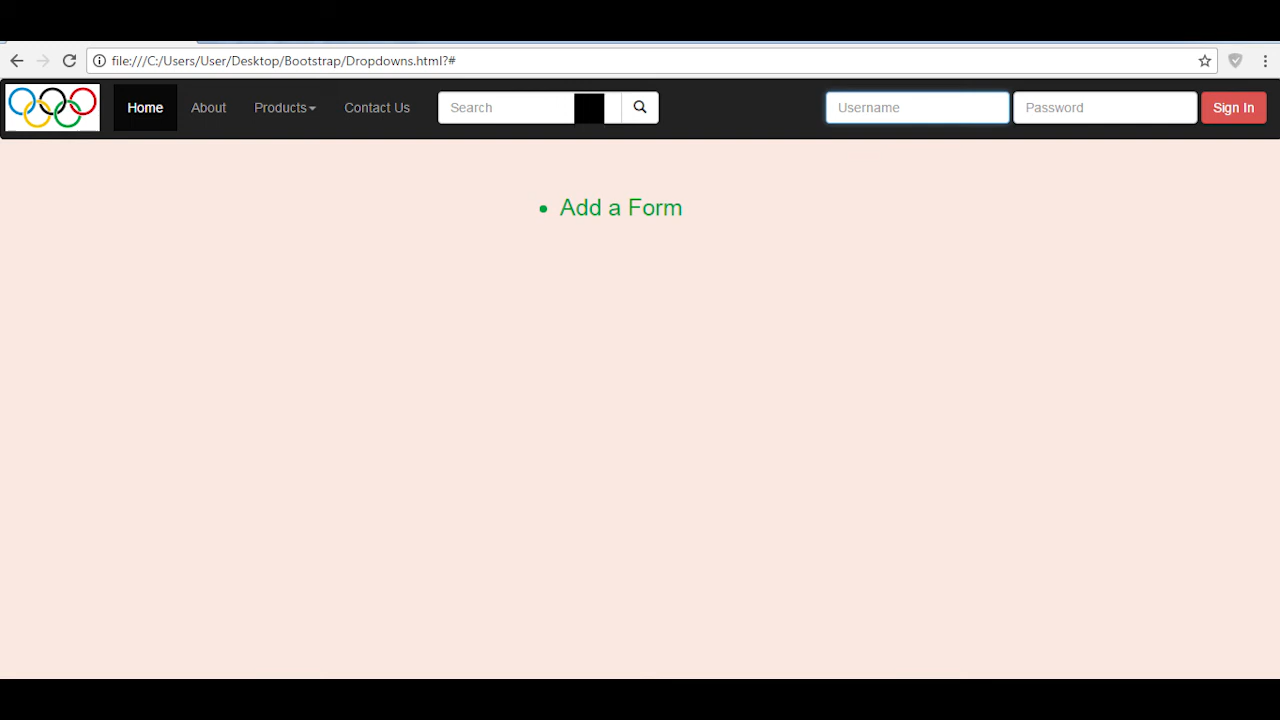 file:///C:/Users/User/Desktop/Bootstrap/Dropdowns.html?#
Home About Products Contact Us Search Username Password Sign In
• Add a Form